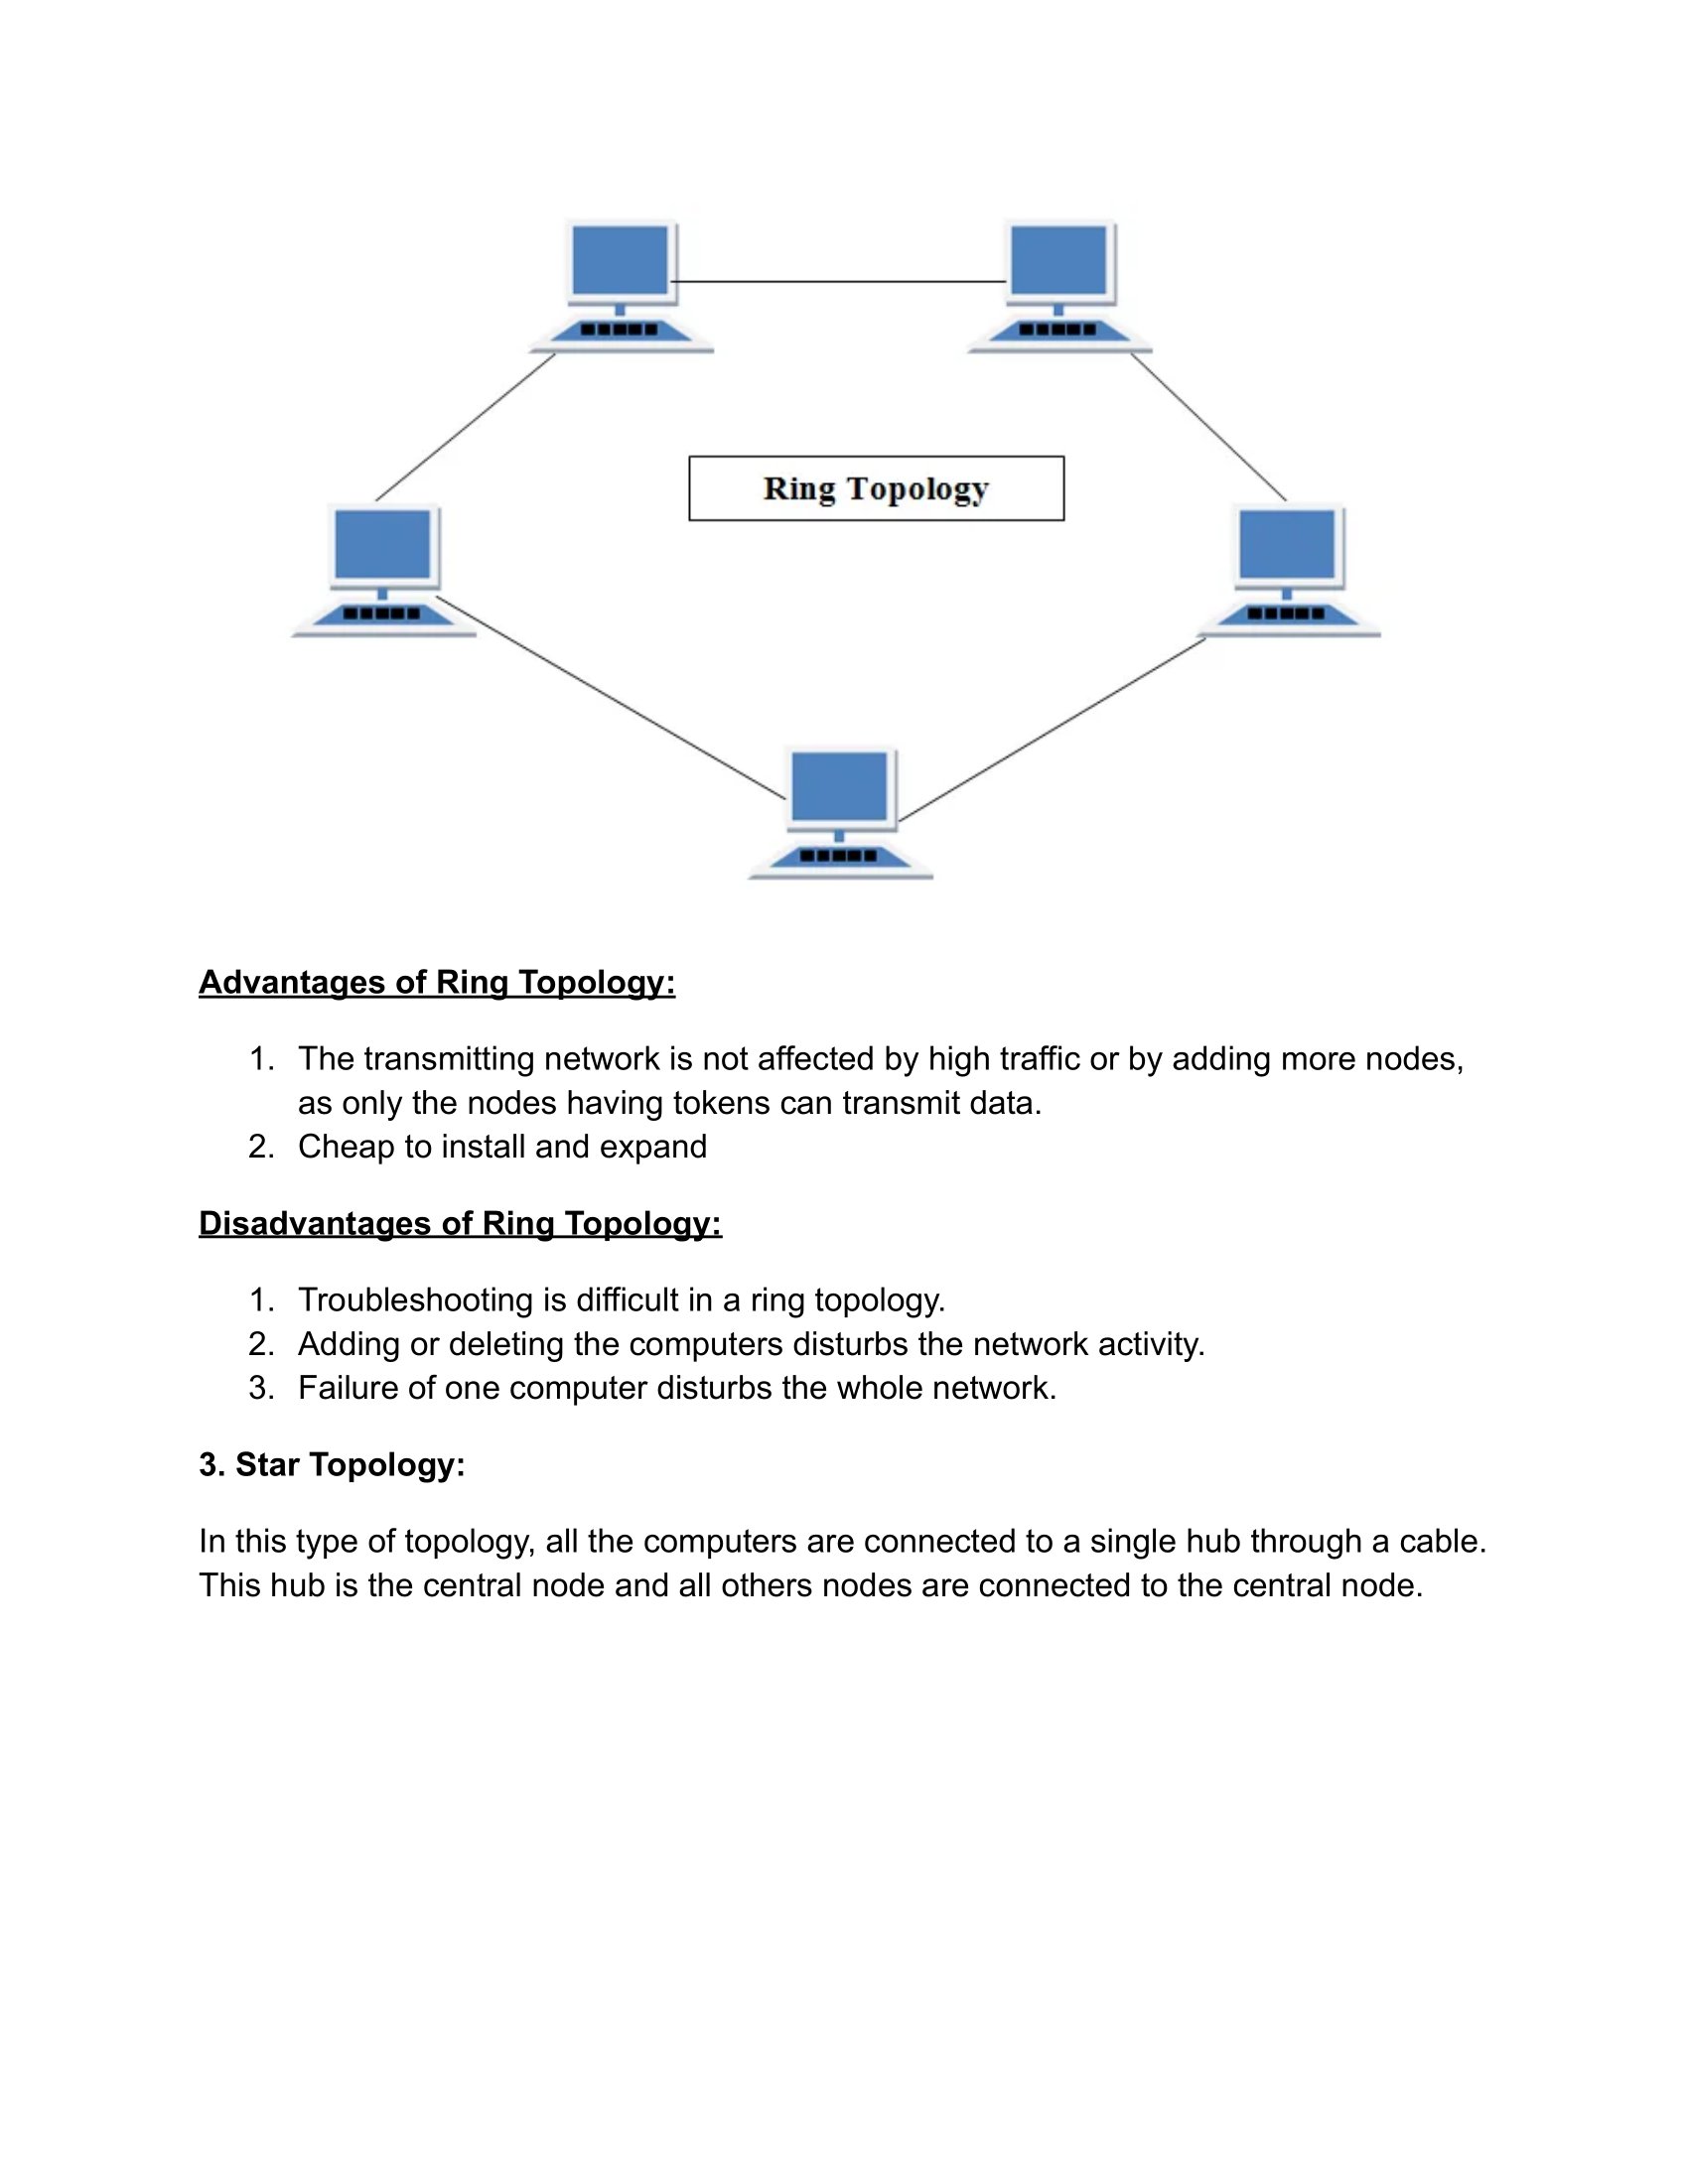 Ring Topology
Advantages of Ring Topology:
1. The transmitting network is not affected by high traffic or by adding more nodes,
as only the nodes having tokens can transmit data.
2. Cheap to install and expand
Disadvantages of Ring Topology:
1. Troubleshooting is difficult in a ring topology.
2. Adding or deleting the computers disturbs the network activity.
3. Failure of one computer disturbs the whole network.
3. Star Topology:
In this type of topology, all the computers are connected to a single hub through a cable.
This hub is the central node and all others nodes are connected to the central node.